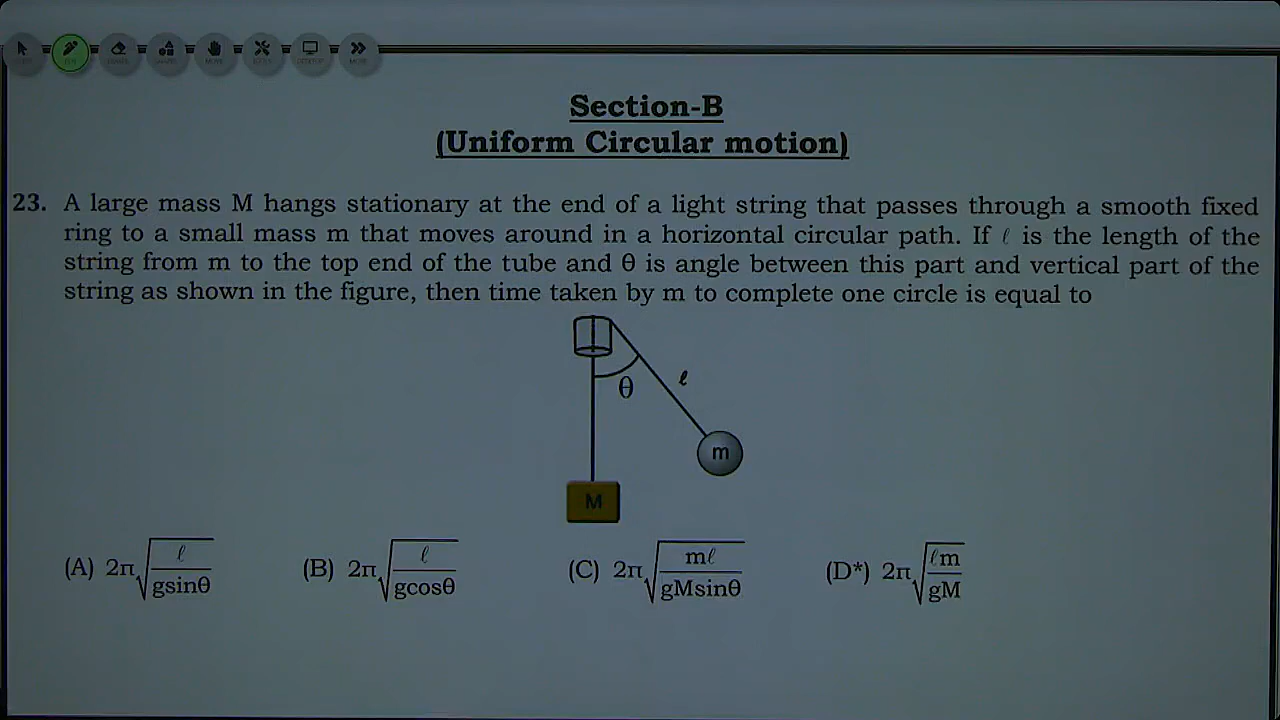 Section-B
(Uniform Circular motion)
23. A large mass M hangs stationary at the end of a light string that passes through a smooth fixed
ring to a small mass m that moves around in a horizontal circular path. If ℓ is the length of the
string from m to the top end of the tube and θ is angle between this part and vertical part of the
string as shown in the figure, then time taken by m to complete one circle is equal to
θ
ℓ
m
M
(A) 2π√(ℓ/gsinθ) (B) 2π√(ℓ/gcosθ) (C) 2π√(mℓ/gMsinθ) (D*) 2π√(ℓm/gM)